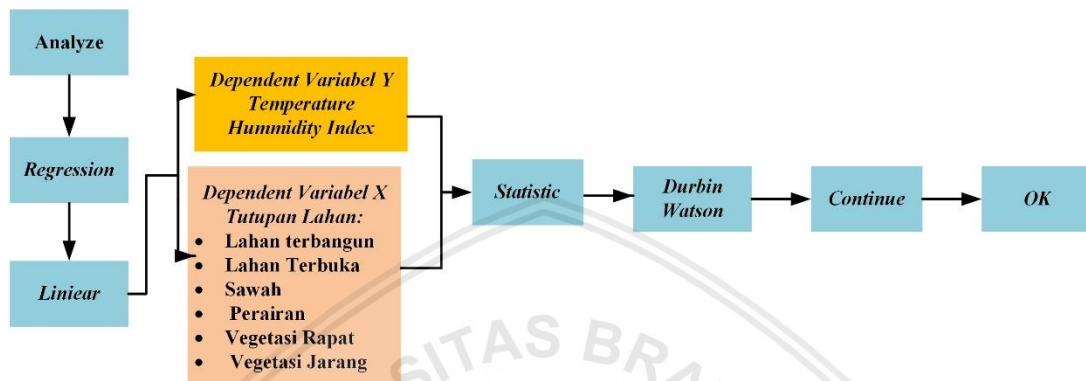 Analyze
Regression
Liniear
Dependent Variabel Y
Temperature
Hummidity Index
Dependent Variabel X
Tutupan Lahan:
• Lahan terbangun
• Lahan Terbuka
• Sawah
• Perairan
• Vegetasi Rapat
• Vegetasi Jarang
Statistic
Durbin
Watson
Continue
OK
SITAS BRA